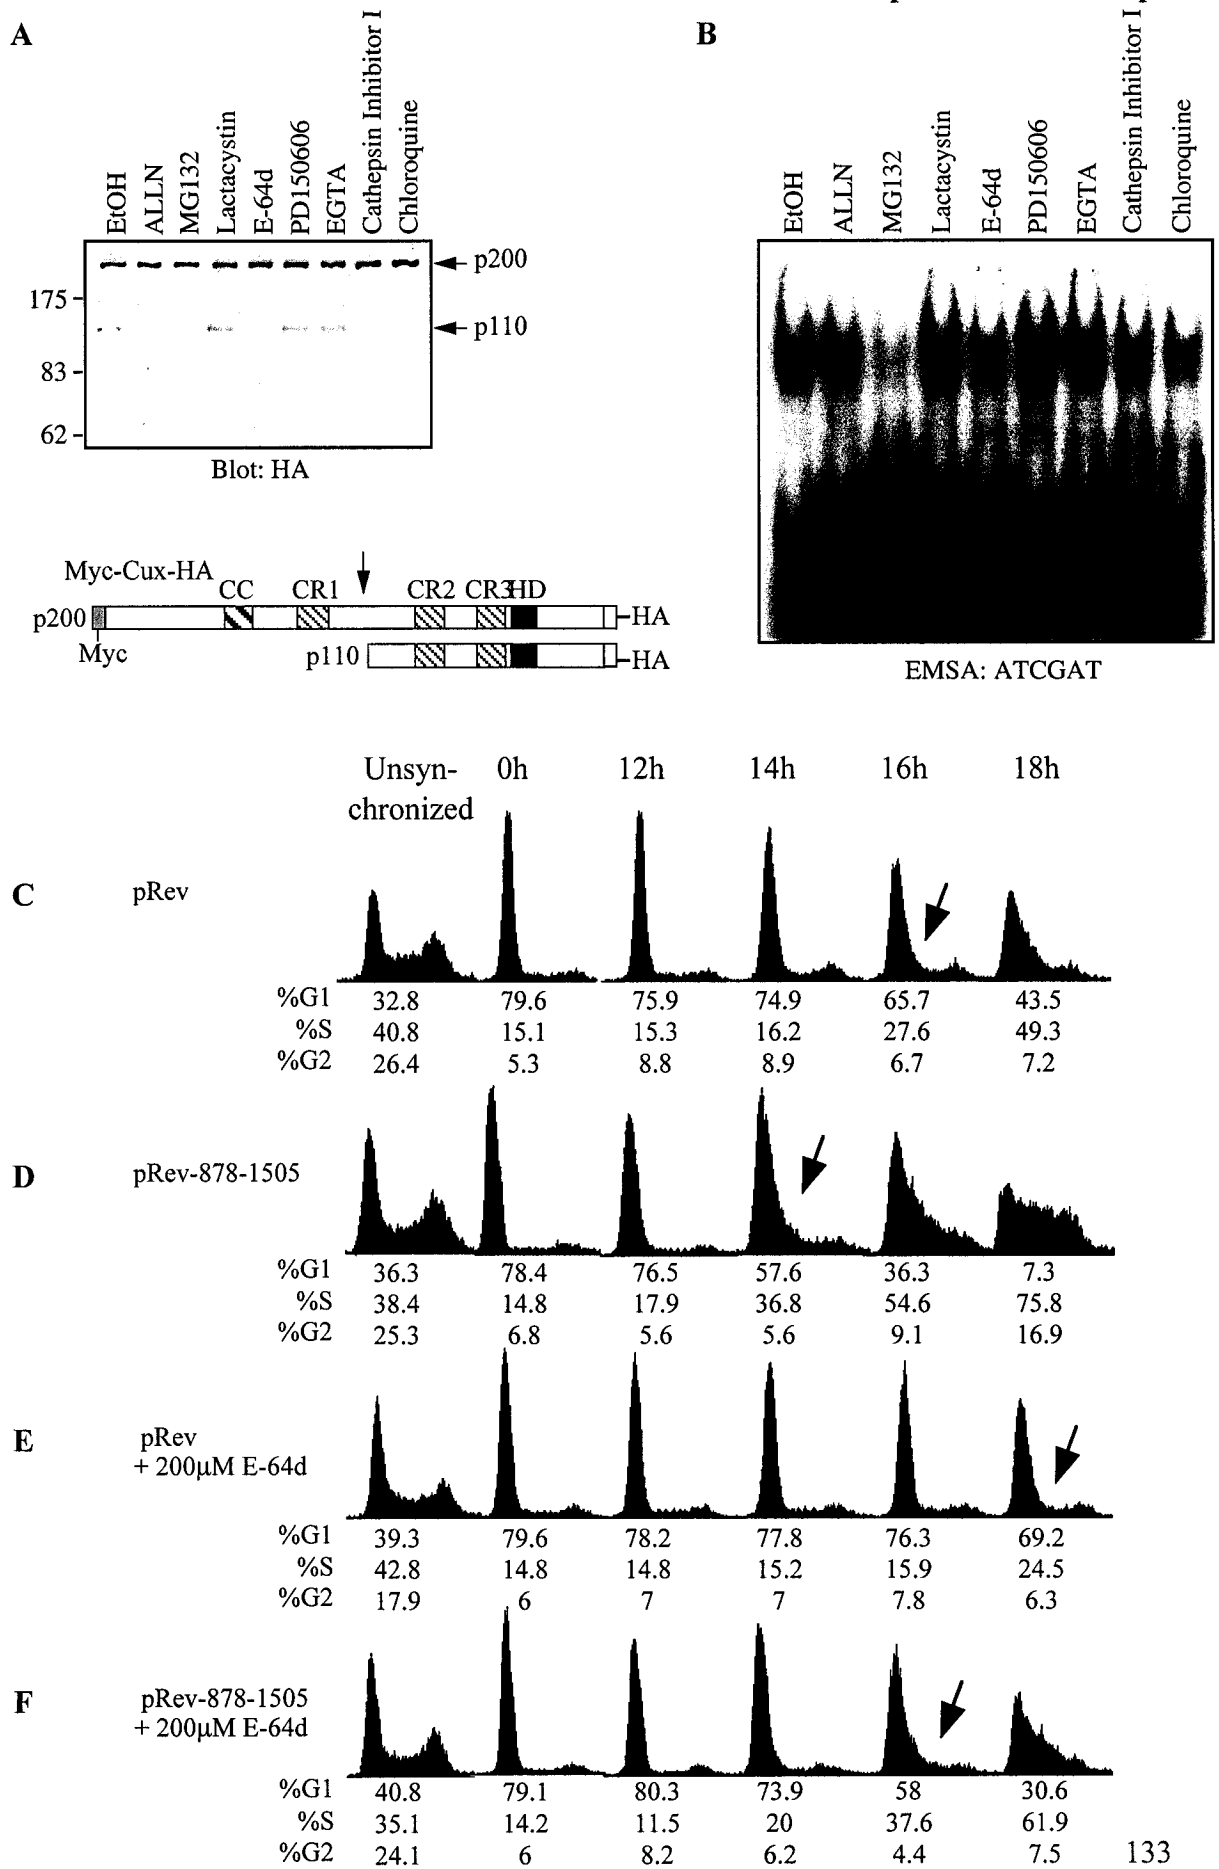 A
EtOH
ALLN
MG132
Lactacystin
E-64d
PD150606
EGTA
Cathepsin Inhibitor I
Chloroquine
p200
175
p110
83
62
Blot: HA
B
EtOH
ALLN
MG132
Lactacystin
E-64d
PD150606
EGTA
Cathepsin Inhibitor I
Chloroquine
EMSA: ATCGAT
Myc-Cux-HA
CC CR1 CR2 CR3 HD
p200 HA
Myc p110 HA
Unsyn- 0h 12h 14h 16h 18h
chronized
C pRev
%G1 32.8 79.6 75.9 74.9 65.7 43.5
%S 40.8 15.1 15.3 16.2 27.6 49.3
%G2 26.4 5.3 8.8 8.9 6.7 7.2
D pRev-878-1505
%G1 36.3 78.4 76.5 57.6 36.3 7.3
%S 38.4 14.8 17.9 36.8 54.6 75.8
%G2 25.3 6.8 5.6 5.6 9.1 16.9
E pRev
+ 200μM E-64d
%G1 39.3 79.6 78.2 77.8 76.3 69.2
%S 42.8 14.8 14.8 15.2 15.9 24.5
%G2 17.9 6 7 7 7.8 6.3
F pRev-878-1505
+ 200μM E-64d
%G1 40.8 79.1 80.3 73.9 58 30.6
%S 35.1 14.2 11.5 20 37.6 61.9
%G2 24.1 6 8.2 6.2 4.4 7.5
133